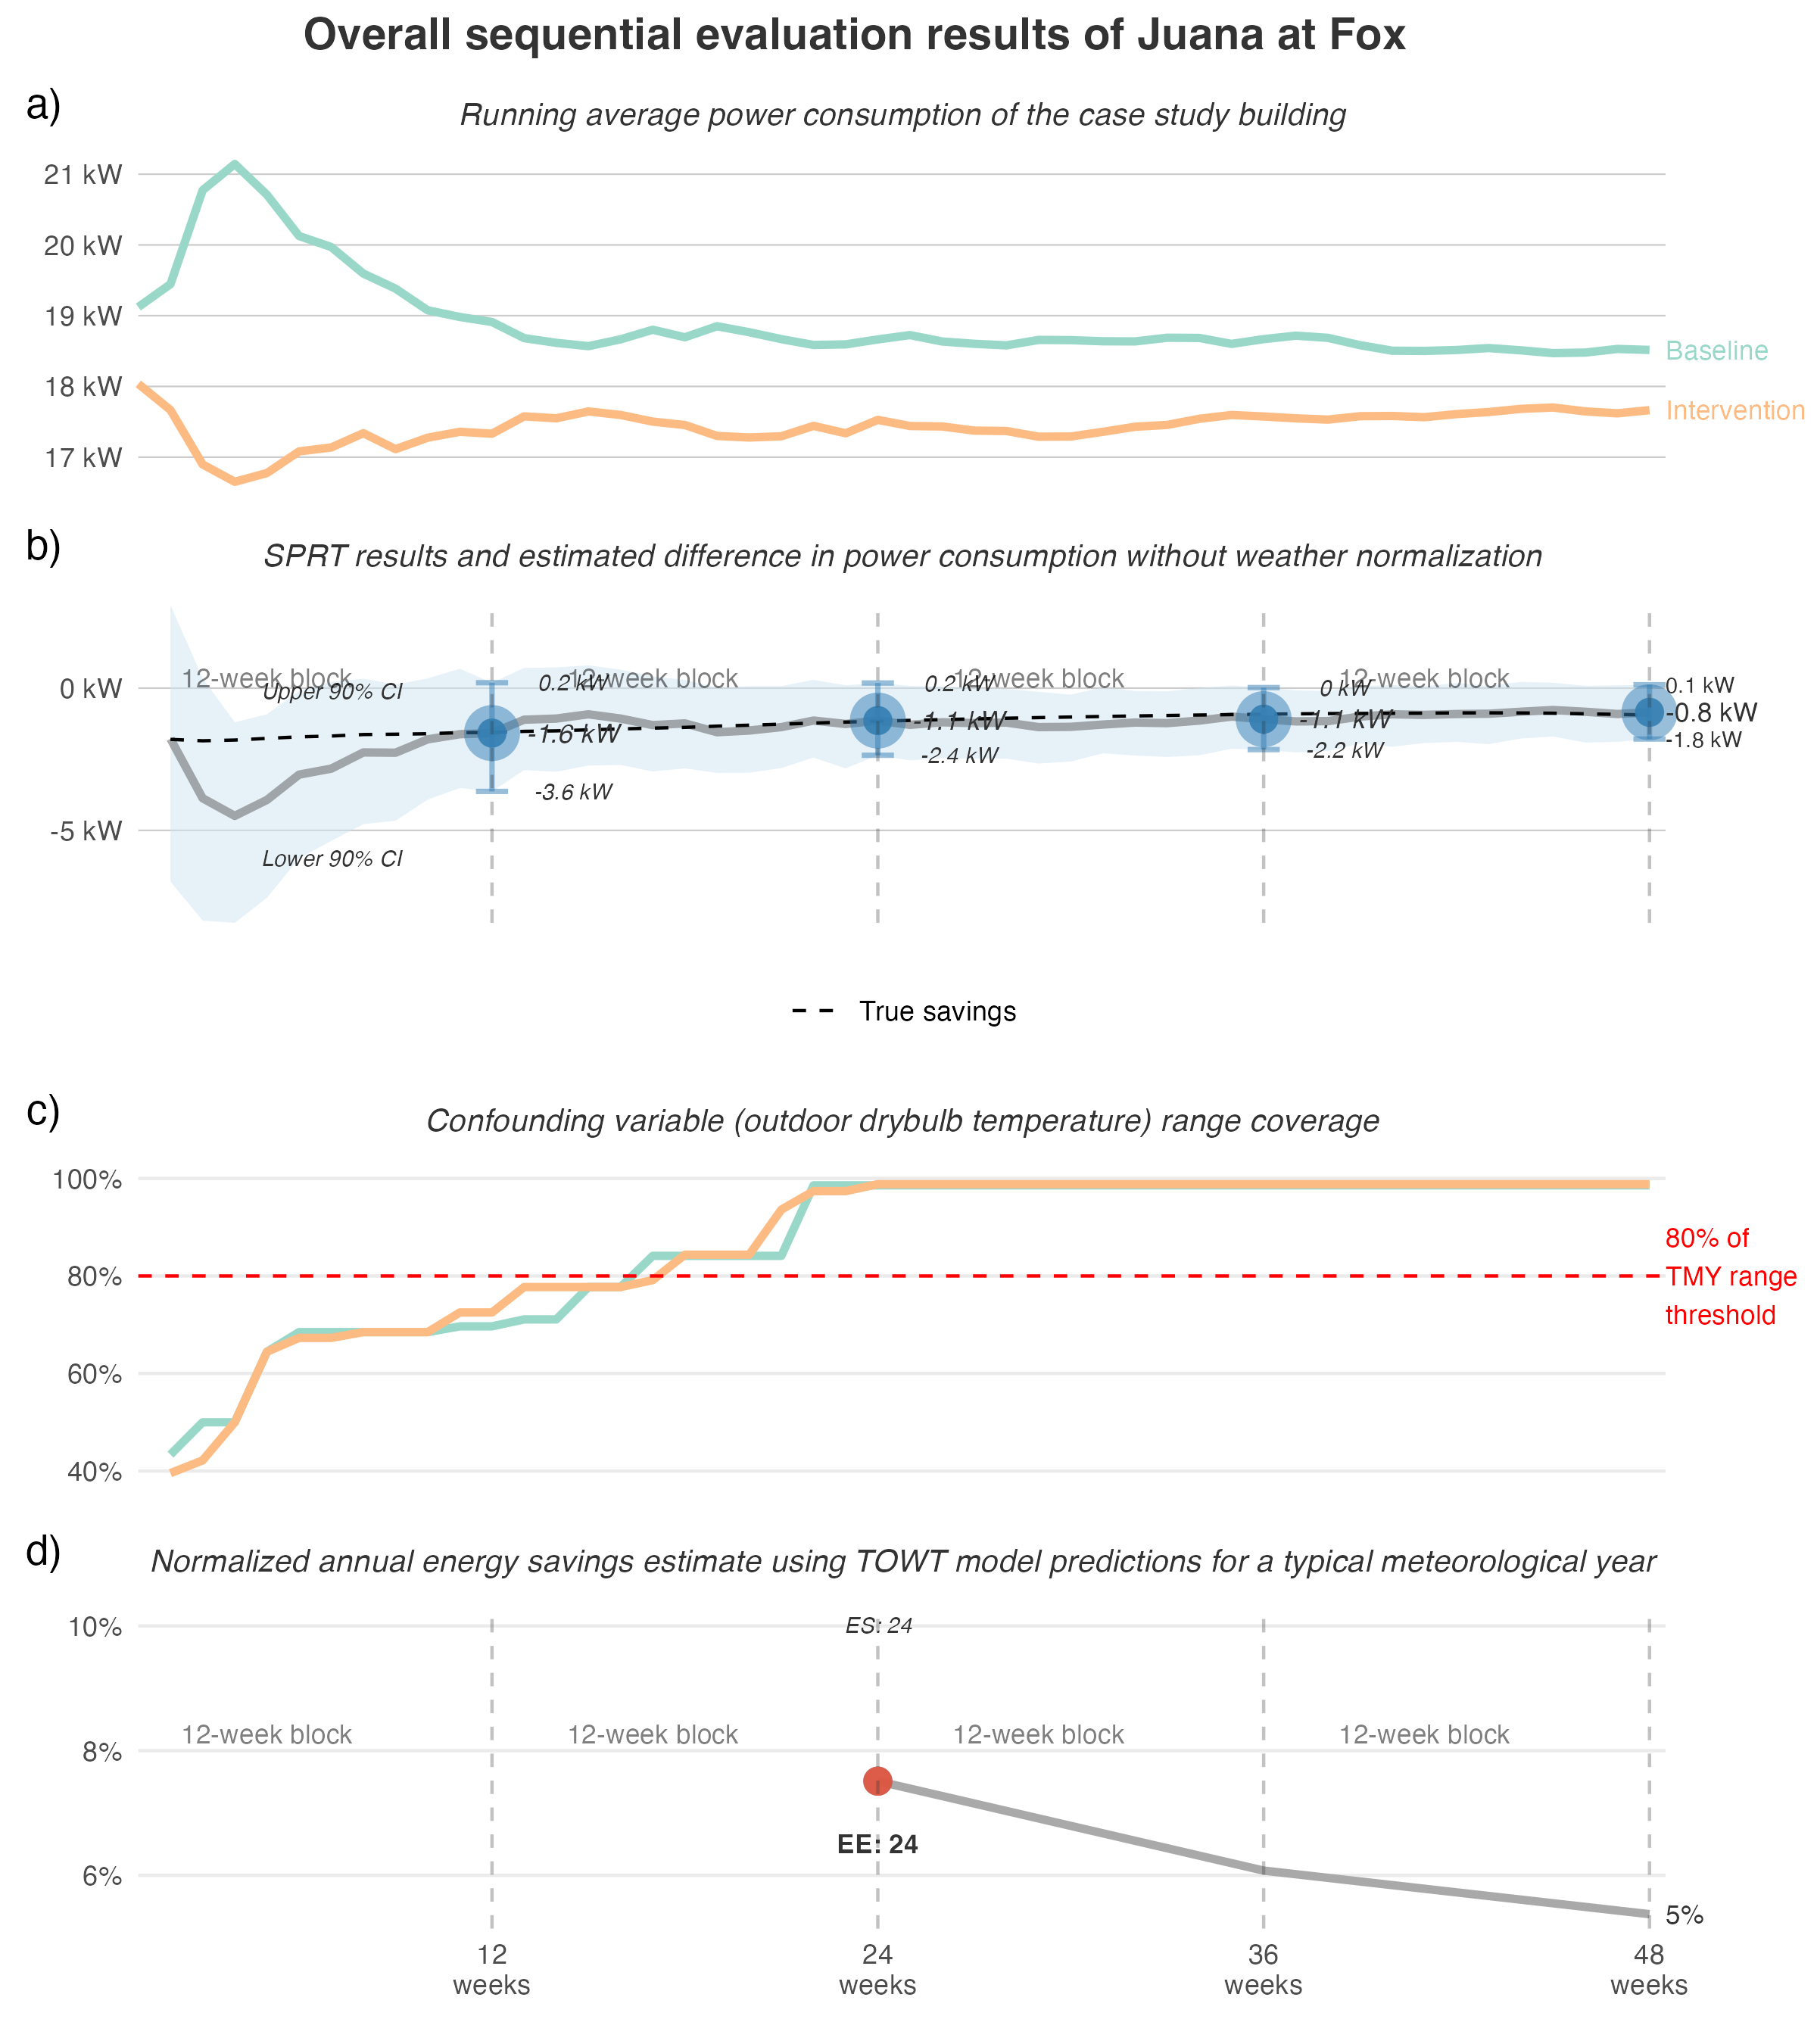 Overall sequential evaluation results of Juana at Fox
a)
Running average power consumption of the case study building
21 kW
20 kW
19 kW
18 kW
17 kW
Baseline
Intervention
b)
SPRT results and estimated difference in power consumption without weather normalization
12-week block
12-week block
12-week block
12-week block
Upper 90% CI
0 kW
0.2 kW
0.2 kW
0 kW
0.1 kW
-1.6 kW
-1.1 kW
-1.1 kW
-0.8 kW
-3.6 kW
-2.4 kW
-2.2 kW
-1.8 kW
-5 kW
Lower 90% CI
True savings
c)
Confounding variable (outdoor drybulb temperature) range coverage
100%
80%
60%
40%
80% of
TMY range
threshold
d)
Normalized annual energy savings estimate using TOWT model predictions for a typical meteorological year
10%
8%
6%
ES: 24
12-week block
12-week block
12-week block
12-week block
EE: 24
5%
12
weeks
24
weeks
36
weeks
48
weeks